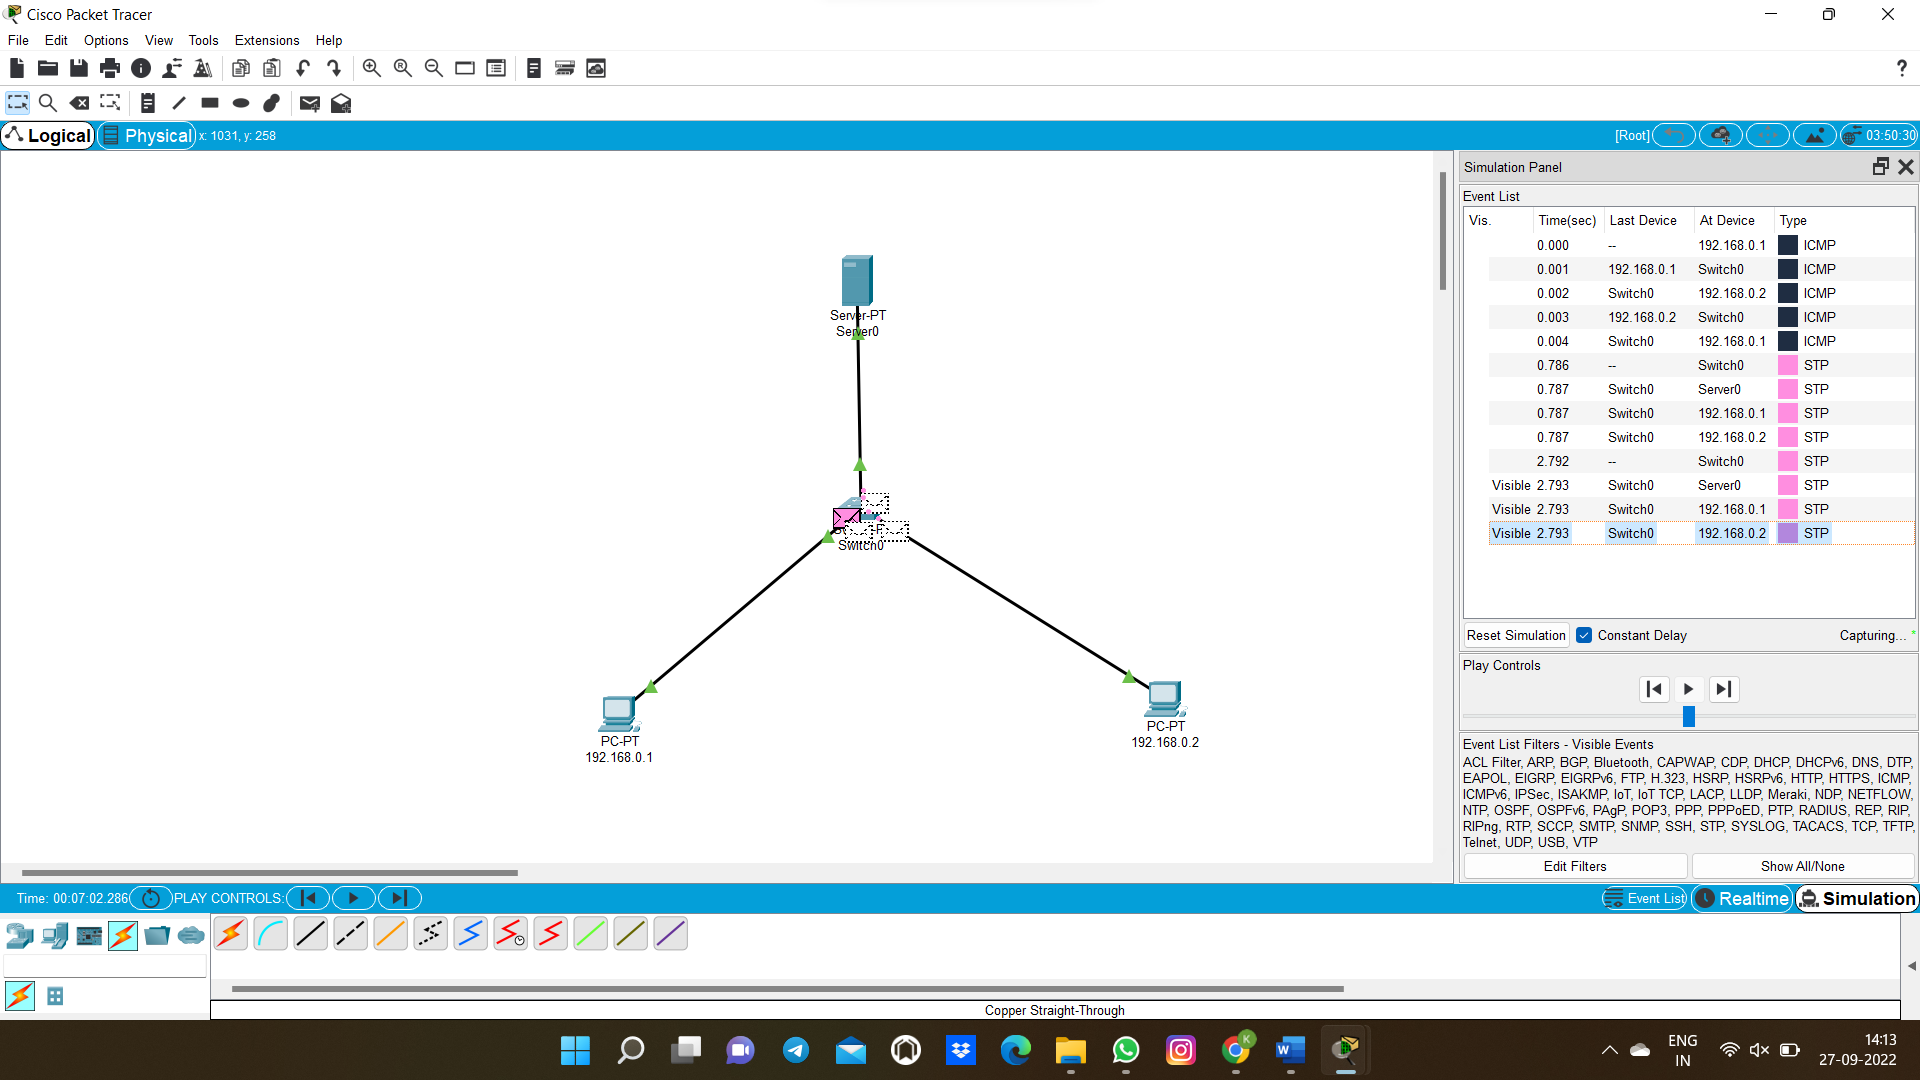 Cisco Packet Tracer
File Edit Options View Tools Extensions Help
Logical Physical x: 1031, y: 258 [Root] 03:50:30
Server-PT
Server0
Switch0
PC-PT
192.168.0.1
PC-PT
192.168.0.2
Simulation Panel
Event List
Vis. Time(sec) Last Device At Device Type
0.000 -- 192.168.0.1 ICMP
0.001 192.168.0.1 Switch0 ICMP
0.002 Switch0 192.168.0.2 ICMP
0.003 192.168.0.2 Switch0 ICMP
0.004 Switch0 192.168.0.1 ICMP
0.786 -- Switch0 STP
0.787 Switch0 Server0 STP
0.787 Switch0 192.168.0.1 STP
0.787 Switch0 192.168.0.2 STP
2.792 -- Switch0 STP
Visible 2.793 Switch0 Server0 STP
Visible 2.793 Switch0 192.168.0.1 STP
Visible 2.793 Switch0 192.168.0.2 STP
Reset Simulation Constant Delay Capturing...
Play Controls
Event List Filters - Visible Events
ACL Filter, ARP, BGP, Bluetooth, CAPWAP, CDP, DHCP, DHCPv6, DNS, DTP,
EAPOL, EIGRP, EIGRPv6, FTP, H.323, HSRP, HSRPv6, HTTP, HTTPS, ICMP,
ICMPv6, IPSec, ISAKMP, IoT, IoT TCP, LACP, LLDP, Meraki, NDP, NETFLOW,
NTP, OSPF, OSPFv6, PAgP, POP3, PPP, PPPoED, PTP, RADIUS, REP, RIP,
RIPng, RTP, SCCP, SMTP, SNMP, SSH, STP, SYSLOG, TACACS, TCP, TFTP,
Telnet, UDP, USB, VTP
Edit Filters Show All/None
Time: 00:07:02.286 PLAY CONTROLS: Event List Realtime Simulation
Copper Straight-Through
ENG
IN
14:13
27-09-2022